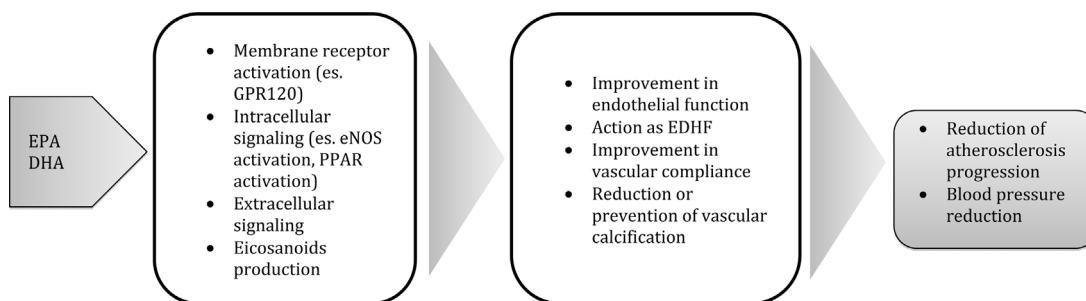 EPA
DHA
• Membrane receptor
activation (es.
GPR120)
• Intracellular
signaling (es. eNOS
activation, PPAR
activation)
• Extracellular
signaling
• Eicosanoids
production
• Improvement in
endothelial function
• Action as EDHF
• Improvement in
vascular compliance
• Reduction or
prevention of vascular
calcification
• Reduction of
atherosclerosis
progression
• Blood pressure
reduction